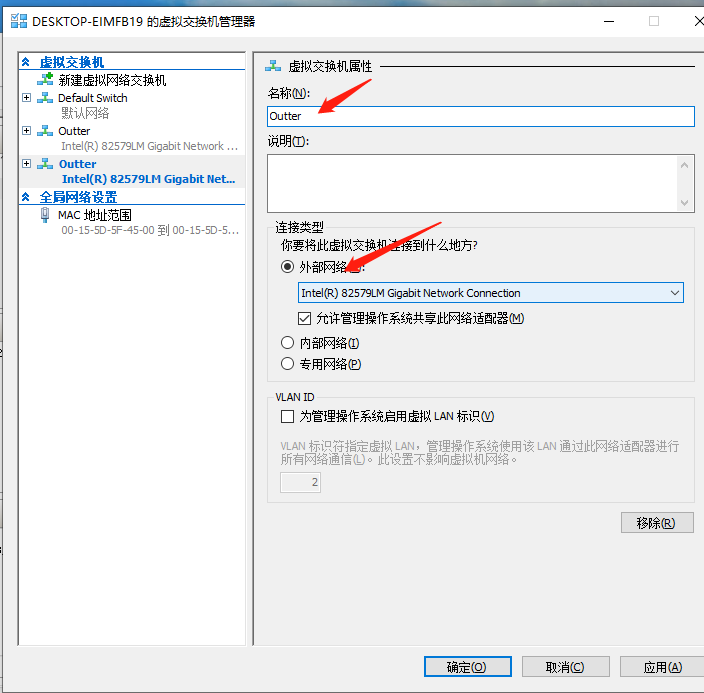 DESKTOP-EIMFB19 的虚拟交换机管理器
虚拟交换机
新建虚拟网络交换机
Default Switch
默认网络
Outter
Intel(R) 82579LM Gigabit Network ...
Outter
Intel(R) 82579LM Gigabit Net...
全局网络设置
MAC 地址范围
00-15-5D-5F-45-00 到 00-15-5D-5...
虚拟交换机属性
名称(N):
Outter
说明(T):
连接类型
你要将此虚拟交换机连接到什么地方?
外部网络
Intel(R) 82579LM Gigabit Network Connection
允许管理操作系统共享此网络适配器(M)
内部网络(I)
专用网络(P)
VLAN ID
为管理操作系统启用虚拟 LAN 标识(V)
VLAN 标识符指定虚拟 LAN，管理操作系统使用该 LAN 通过此网络适配器进行
所有网络通信(L)。此设置不影响虚拟机网络。
2
移除(R)
确定(O)
取消(C)
应用(A)